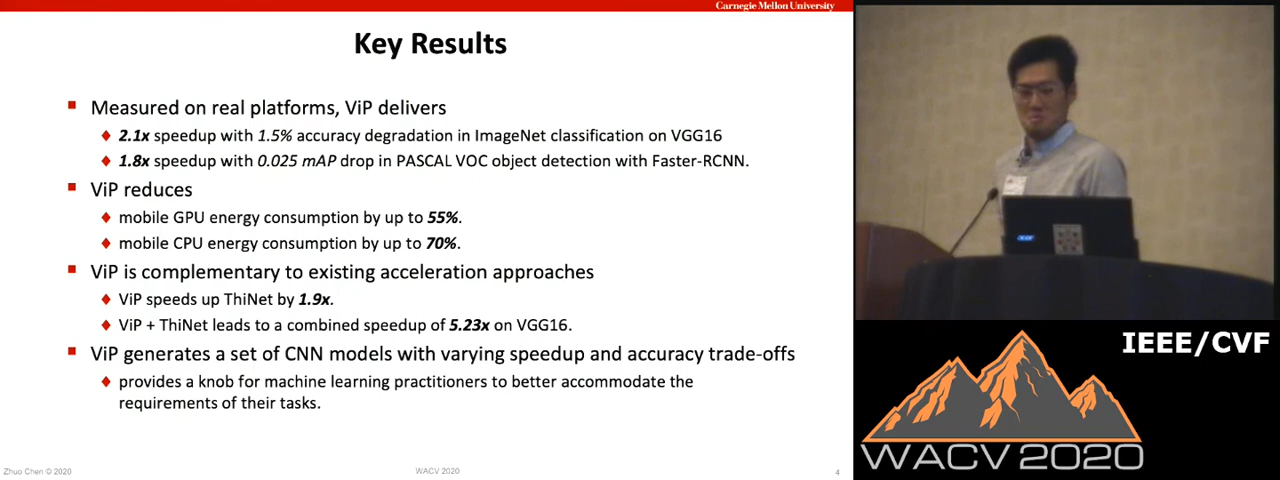 Carnegie Mellon University
Key Results
Measured on real platforms, ViP delivers
2.1x speedup with 1.5% accuracy degradation in ImageNet classification on VGG16
1.8x speedup with 0.025 mAP drop in PASCAL VOC object detection with Faster-RCNN.
ViP reduces
mobile GPU energy consumption by up to 55%.
mobile CPU energy consumption by up to 70%.
ViP is complementary to existing acceleration approaches
ViP speeds up ThiNet by 1.9x.
ViP + ThiNet leads to a combined speedup of 5.23x on VGG16.
ViP generates a set of CNN models with varying speedup and accuracy trade-offs
provides a knob for machine learning practitioners to better accommodate the
requirements of their tasks.
Zhuo Chen © 2020
WACV 2020
4
IEEE/CVF
WACV 2020